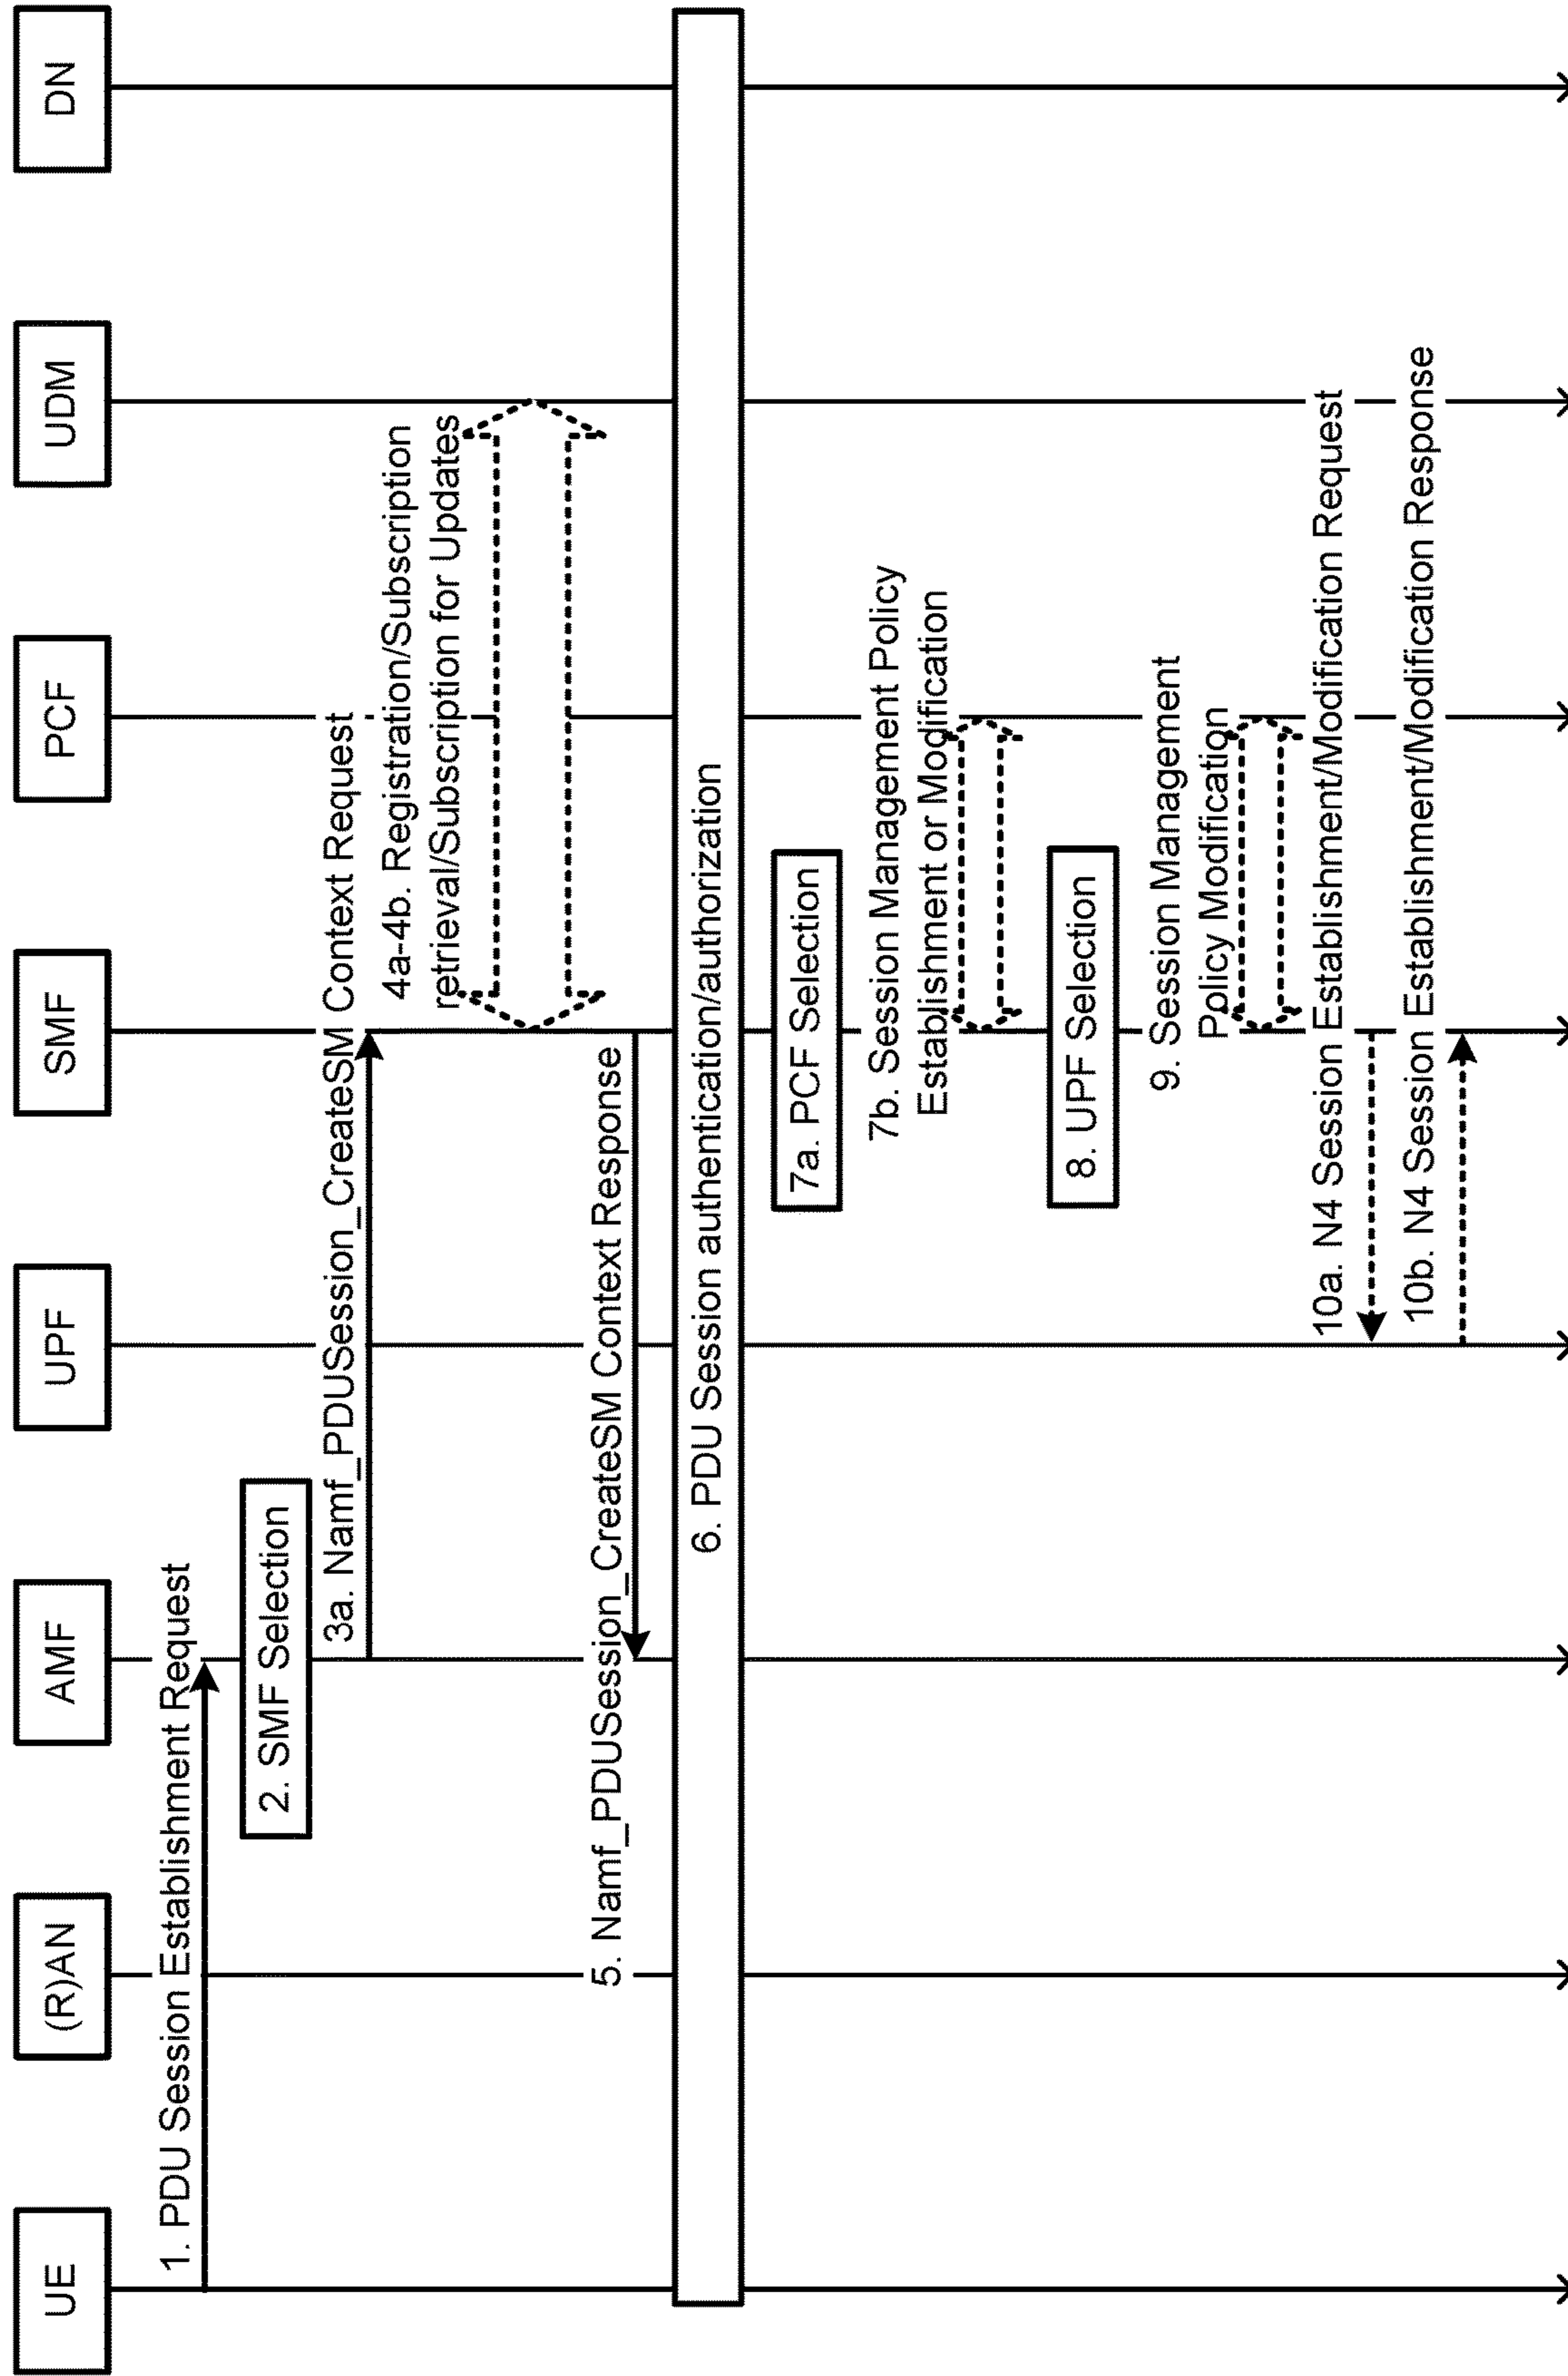 UE
(R)AN
AMF
UPF
SMF
PCF
UDM
DN
1. PDU Session Establishment Request
2. SMF Selection
3a. Namf_PDUSession_CreateSM Context Request
4a-4b. Registration/Subscription
retrieval/Subscription for Updates
5. Namf_PDUSession_CreateSM Context Response
6. PDU Session authentication/authorization
7a. PCF Selection
7b. Session Management Policy
Establishment or Modification
8. UPF Selection
9. Session Management
Policy Modification
10a. N4 Session Establishment/Modification Request
10b. N4 Session Establishment/Modification Response